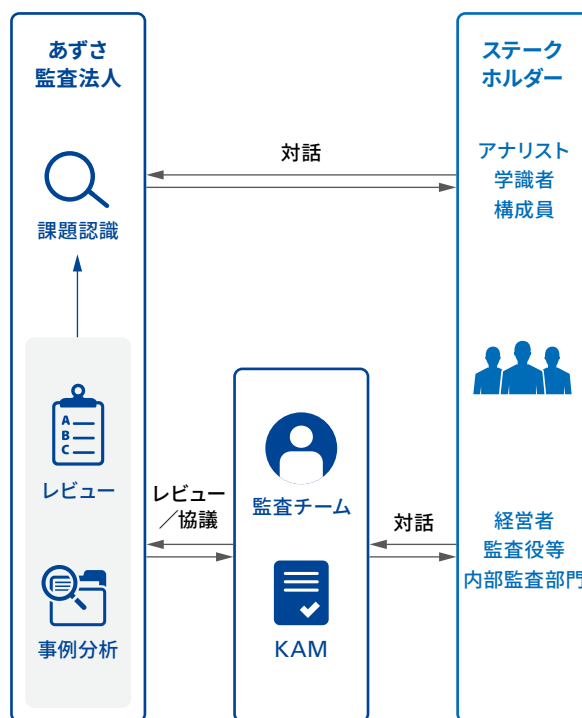 あずさ
監査法人
ステーク
ホルダー
対話
アナリスト
学識者
構成員
課題認識
A
B
C
レビュー
レビュー
／協議
監査チーム
対話
経営者
監査役等
内部監査部門
事例分析
KAM